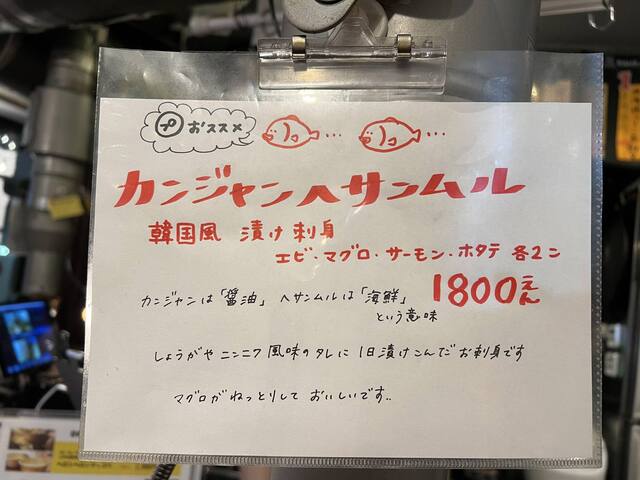 プ おススメ
カンジャンヘサンムル
韓国風 漬け刺身
エビ・マグロ・サーモン・ホタテ 各2コ
1800えん
カンジャンは「醤油」 ヘサンムルは「海鮮」
という意味
しょうがやニンニク風味のタレに1日漬けこんだお刺身です
マグロがねっとりして おいしいです..